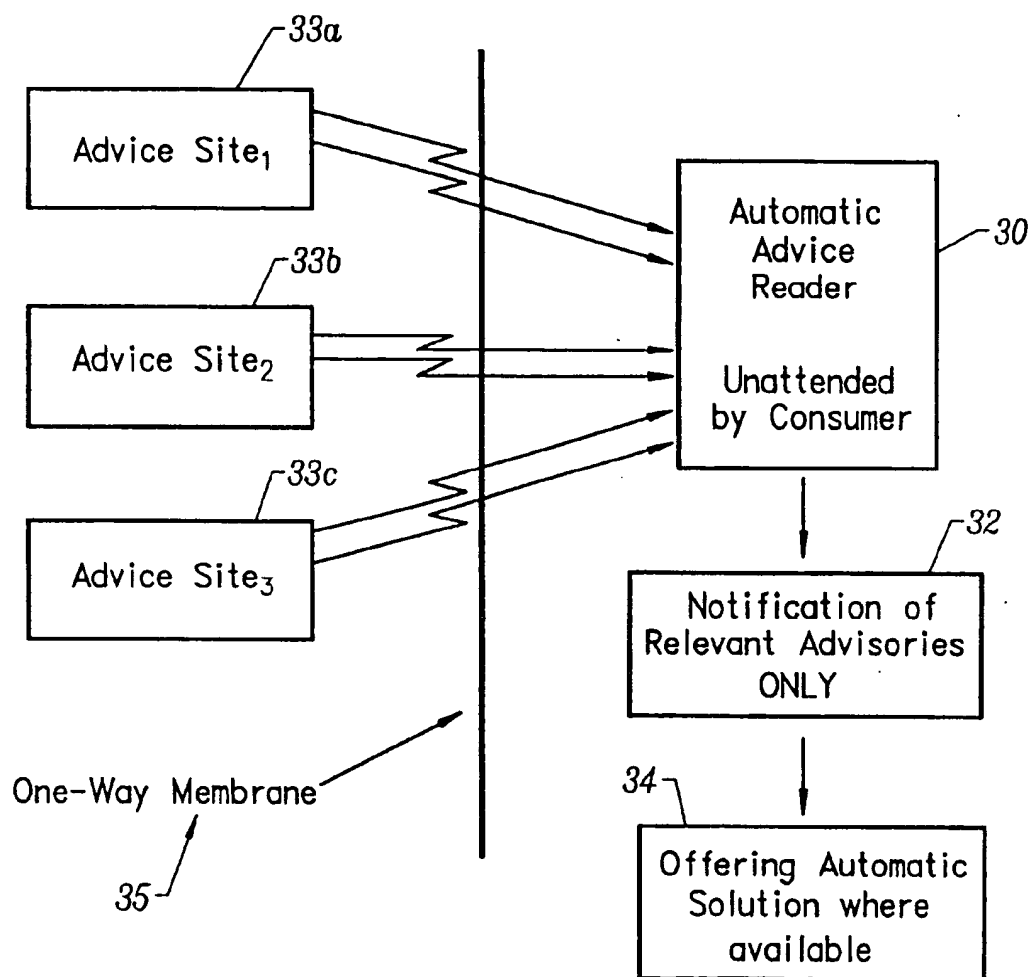 33a
Advice Site₁
33b
Advice Site₂
33c
Advice Site₃
One-Way Membrane
35
Automatic
Advice
Reader
Unattended
by Consumer
30
32
Notification of
Relevant Advisories
ONLY
34
Offering Automatic
Solution where
available